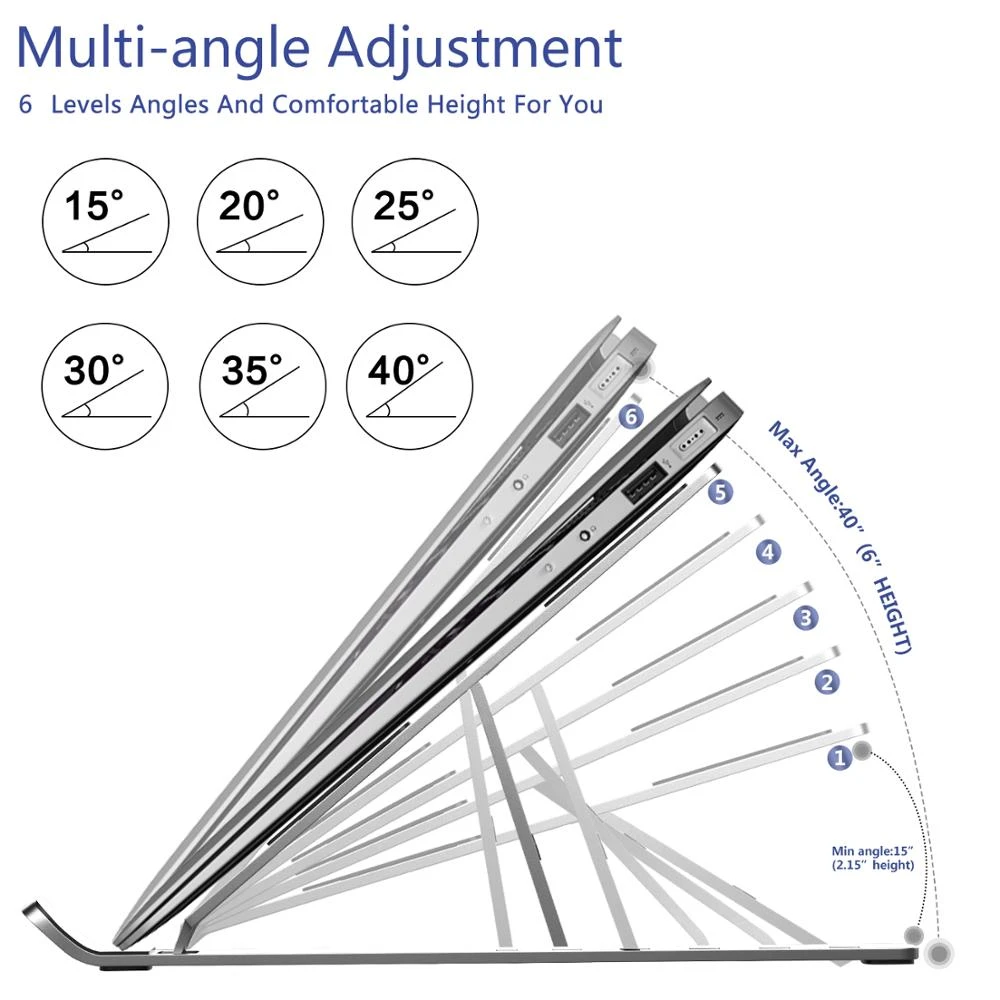 Multi-angle Adjustment
6 Levels Angles And Comfortable Height For You
15°
20°
25°
30°
35°
40°
6
5
4
3
2
1
Max Angle:40″ (6″ HEIGHT)
Min angle:15″
(2.15″ height)